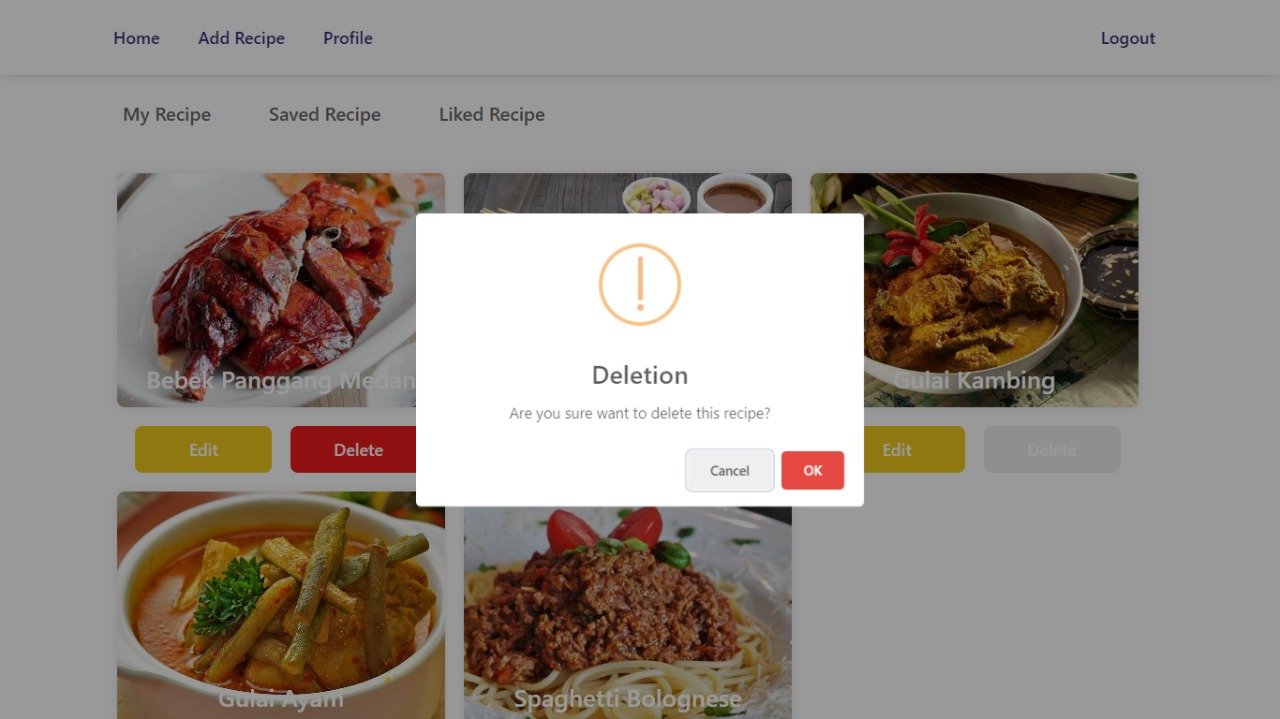 Home Add Recipe Profile Logout
My Recipe Saved Recipe Liked Recipe
Bebek Panggang Medan
Gulai Kambing
Deletion
Are you sure want to delete this recipe?
Cancel OK
Edit Delete Edit Delete
Gulai Ayam Spaghetti Bolognese